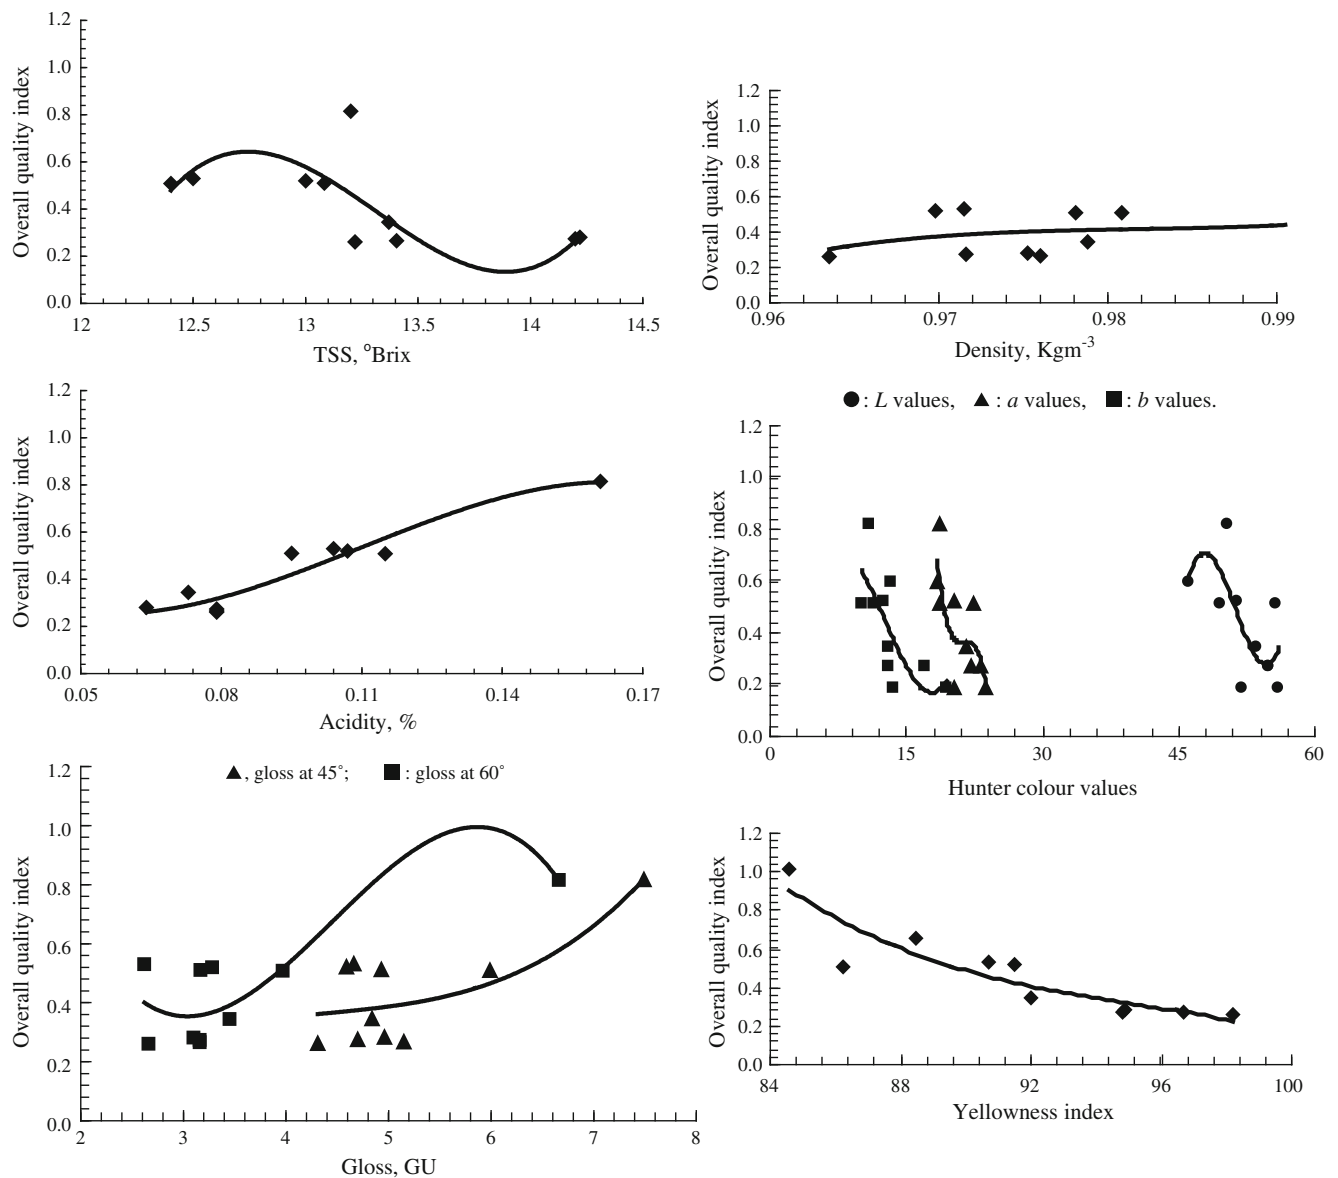 1.2
1.0
0.8
0.6
0.4
0.2
0.0
Overall quality index
12 12.5 13 13.5 14 14.5
TSS, °Brix
1.2
1.0
0.8
0.6
0.4
0.2
0.0
Overall quality index
0.96 0.97 0.98 0.99
Density, Kgm-3
1.2
1.0
0.8
0.6
0.4
0.2
0.0
Overall quality index
0.05 0.08 0.11 0.14 0.17
Acidity, %
: L values, : a values, : b values.
1.2
1.0
0.8
0.6
0.4
0.2
0.0
Overall quality index
0 15 30 45 60
Hunter colour values
, gloss at 45°; : gloss at 60°
1.2
1.0
0.8
0.6
0.4
0.2
0.0
Overall quality index
2 3 4 5 6 7 8
Gloss, GU
1.2
1.0
0.8
0.6
0.4
0.2
0.0
Overall quality index
84 88 92 96 100
Yellowness index